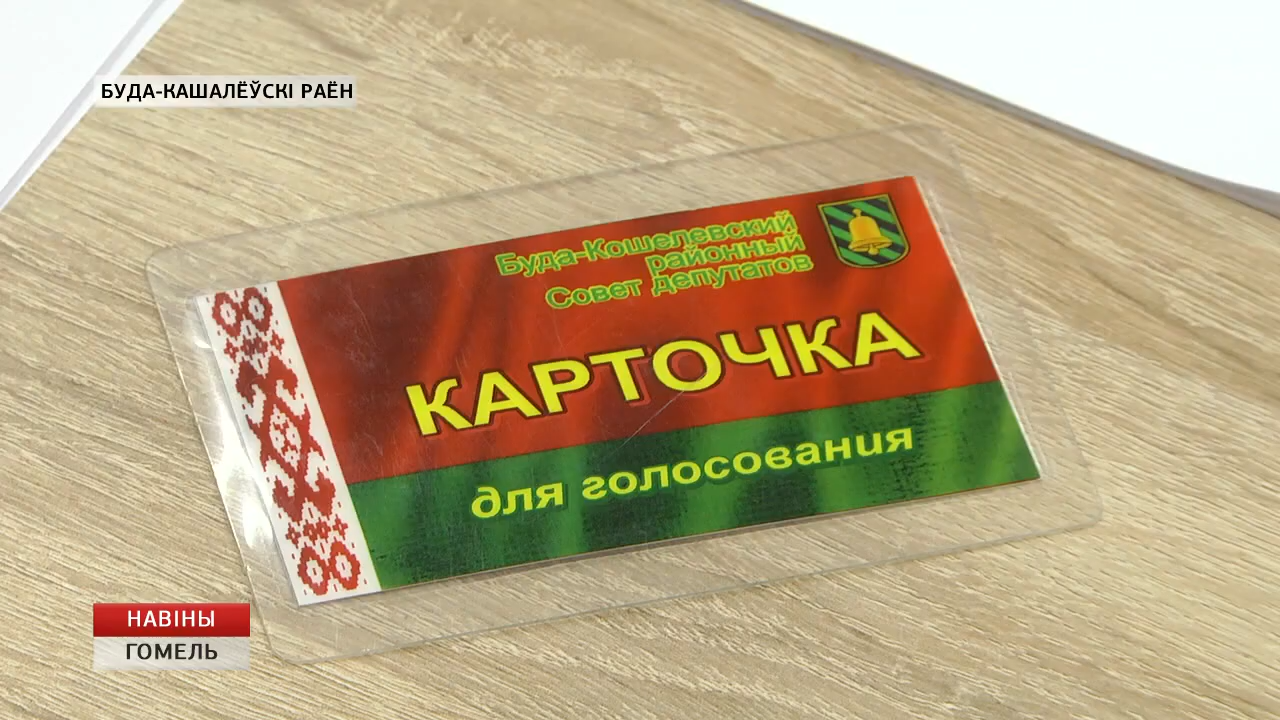 БУДА-КАШАЛЁЎСКІ РАЁН
Буда-Кошелевский
районный
Совет депутатов
КАРТОЧКА
для голосования
НАВІНЫ
ГОМЕЛЬ